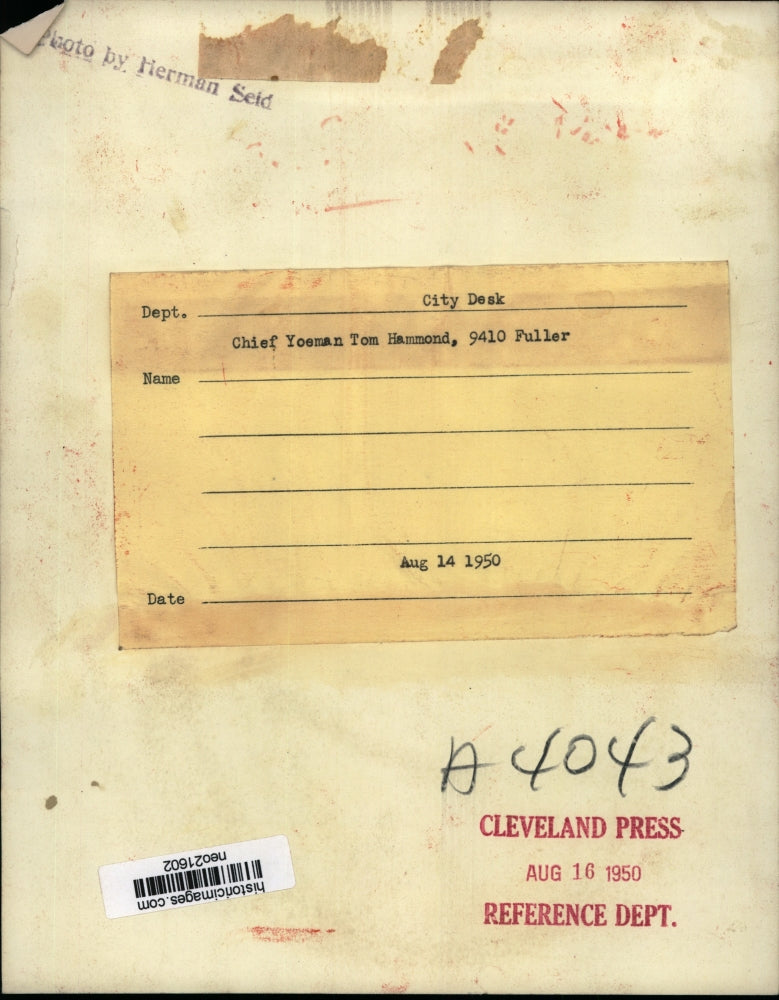 Photo by Herman Seid
Dept. City Desk
Chief Yoeman Tom Hammond, 9410 Fuller
Name
Aug 14 1950
Date
A4043
CLEVELAND PRESS
AUG 16 1950
REFERENCE DEPT.
historicimages.com
neo21602